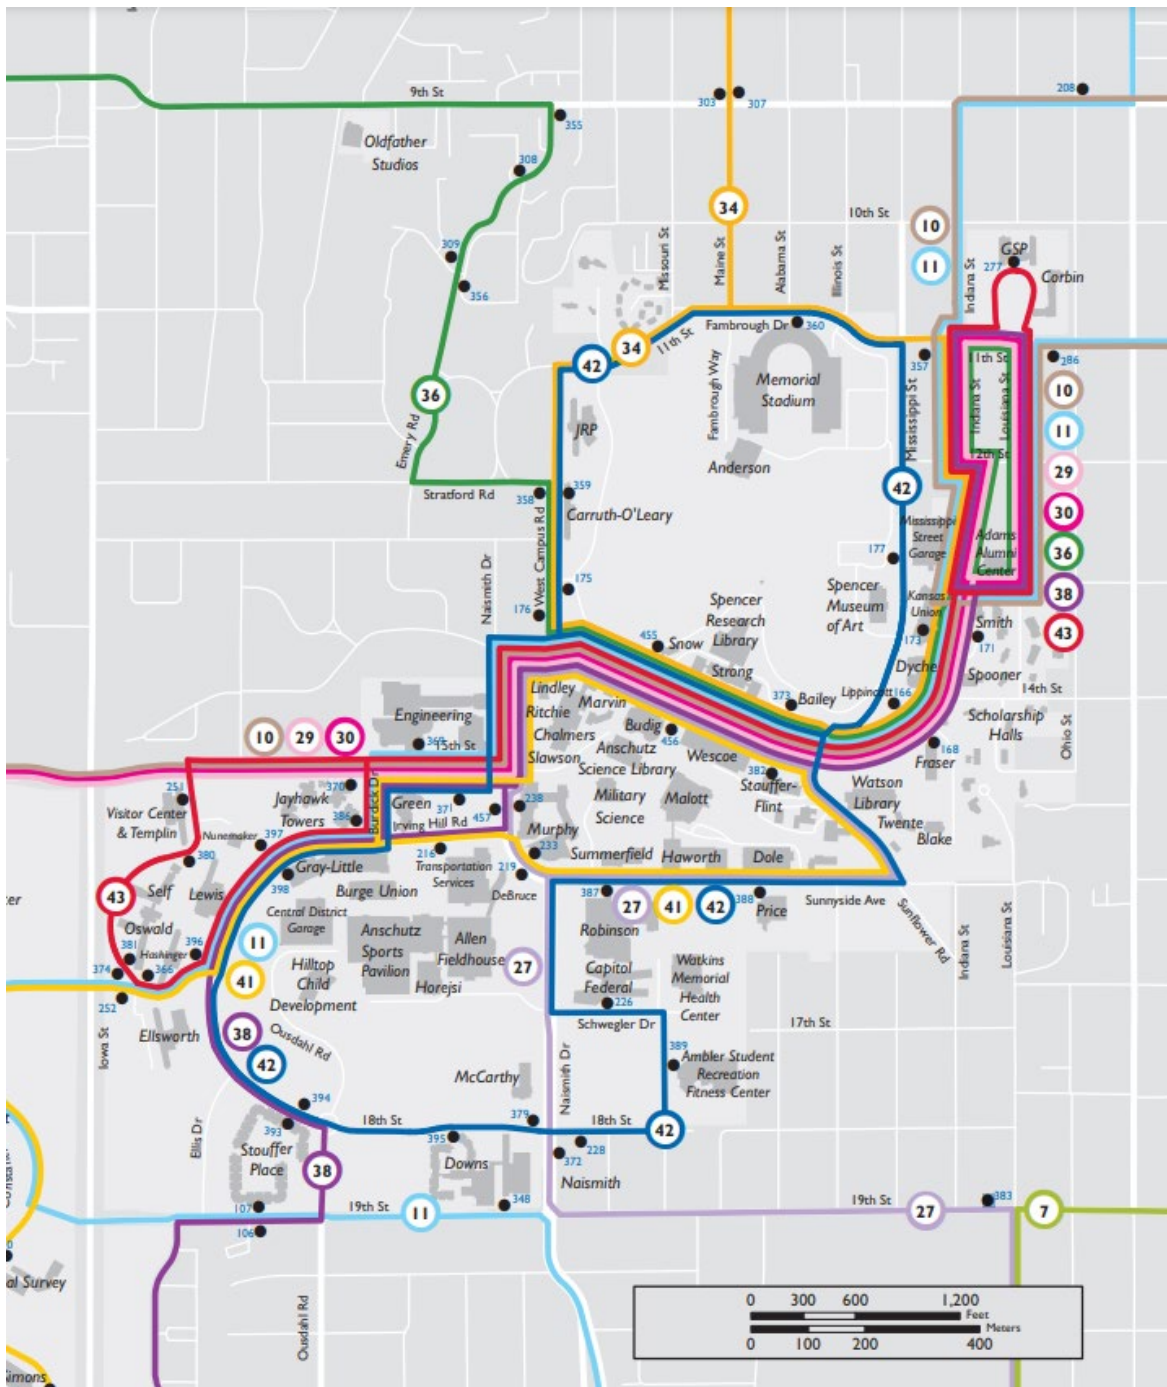 9th St
Oldfather
Studios
355
308
309
356
36
Emery Rd
Stratford Rd
358
303
307
34
208
10th St
10
11
Missouri St
Maine St
Alabama St
Illinois St
Indiana St
GSP
277
Corbin
42
34
11th St
Fambrough Dr
360
Fambrough Way
Memorial
Stadium
Mississippi St
357
11th St
Indiana St
Louisiana St
12th St
286
10
11
29
30
36
38
43
JRP
Anderson
42
359
Carruth-O'Leary
West Campus Rd
Naismith Dr
175
176
Mississippi
Street
Garage
Adams
Alumni
Center
177
Spencer
Museum
of Art
Kansas
Union
173
Smith
171
Spencer
Research
Library
455
Snow
Strong
Dyche
Spooner
14th St
373
Bailey
Lippincott
166
Scholarship
Halls
Ohio St
168
Fraser
Lindley
Ritchie
Marvin
Chalmers
Budig
456
Slawson
Anschutz
Science Library
Wescoe
382
Stauffer-
Flint
Watson
Library
Twente
Blake
Engineering
15th St
10
29
30
251
Visitor Center
& Templin
Jayhawk
Towers
370
386
Burdick Dr
Green
371
457
Irving Hill Rd
238
Murphy
233
Military
Science
Malott
Summerfield
Haworth
Dole
Nunemaker
397
380
Gray-Little
398
216
Transportation
Services
219
DeBruce
43
Self
Lewis
Burge Union
387
27
41
42
388
Price
Sunnyside Ave
Sunflower Rd
Oswald
Hashinger
381
374
366
396
252
Central District
Garage
11
41
Anschutz
Sports
Pavilion
Allen
Fieldhouse
Horejsi
27
Robinson
Capitol
Federal
226
Watkins
Memorial
Health
Center
Indiana St
Louisiana St
Hilltop
Child
Development
Ellsworth
Iowa St
38
Ousdahl Rd
42
Schwegler Dr
17th St
389
Ambler Student
Recreation
Fitness Center
McCarthy
Naismith Dr
394
393
18th St
379
18th St
42
Ellis Dr
Stouffer
Place
395
Downs
228
372
Naismith
38
107
106
19th St
11
348
19th St
27
383
7
al Survey
Ousdahl Rd
imons
0 300 600 1,200
Feet
Meters
0 100 200 400